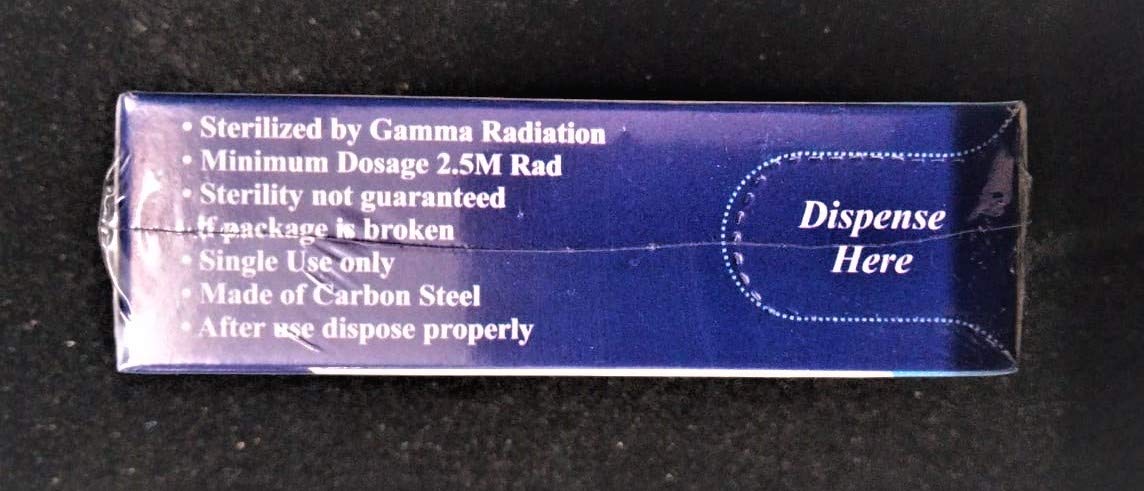 • Sterilized by Gamma Radiation
• Minimum Dosage 2.5M Rad
• Sterility not guaranteed
if package is broken
• Single Use only
• Made of Carbon Steel
• After use dispose properly
Dispense
Here